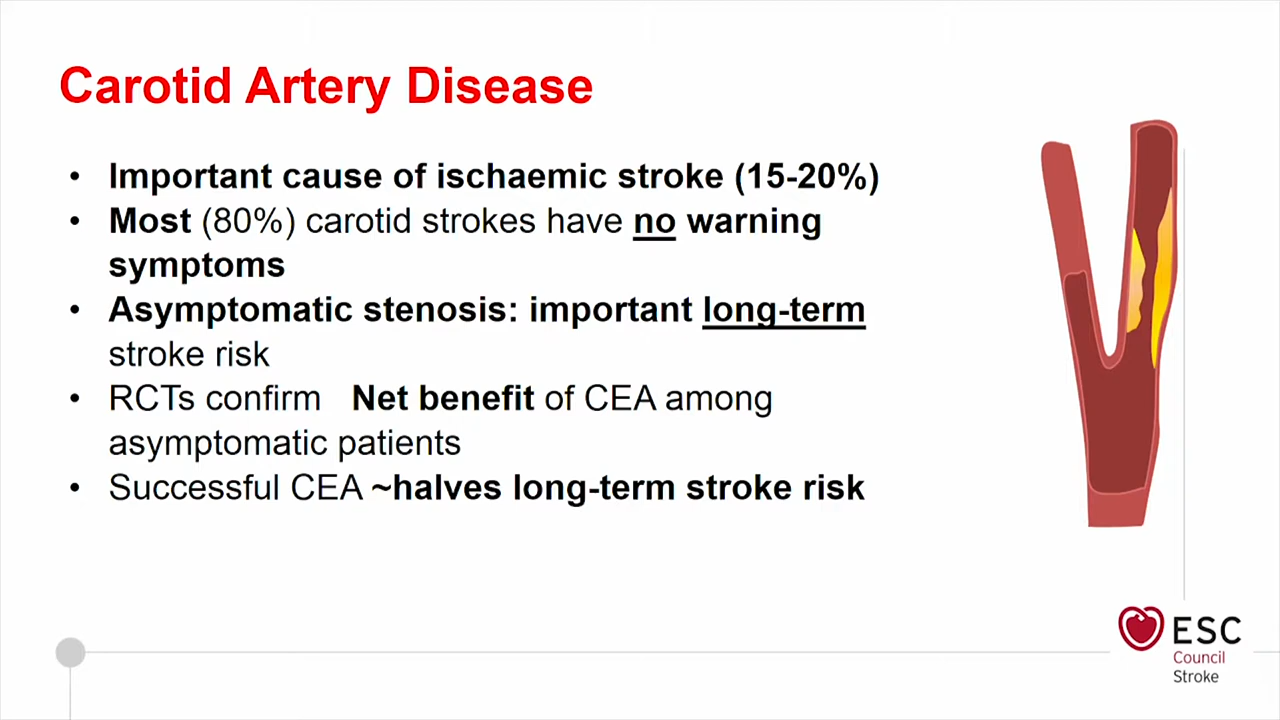 Carotid Artery Disease
• Important cause of ischaemic stroke (15-20%)
• Most (80%) carotid strokes have no warning
symptoms
• Asymptomatic stenosis: important long-term
stroke risk
• RCTs confirm Net benefit of CEA among
asymptomatic patients
• Successful CEA ~halves long-term stroke risk
ESC
Council
Stroke